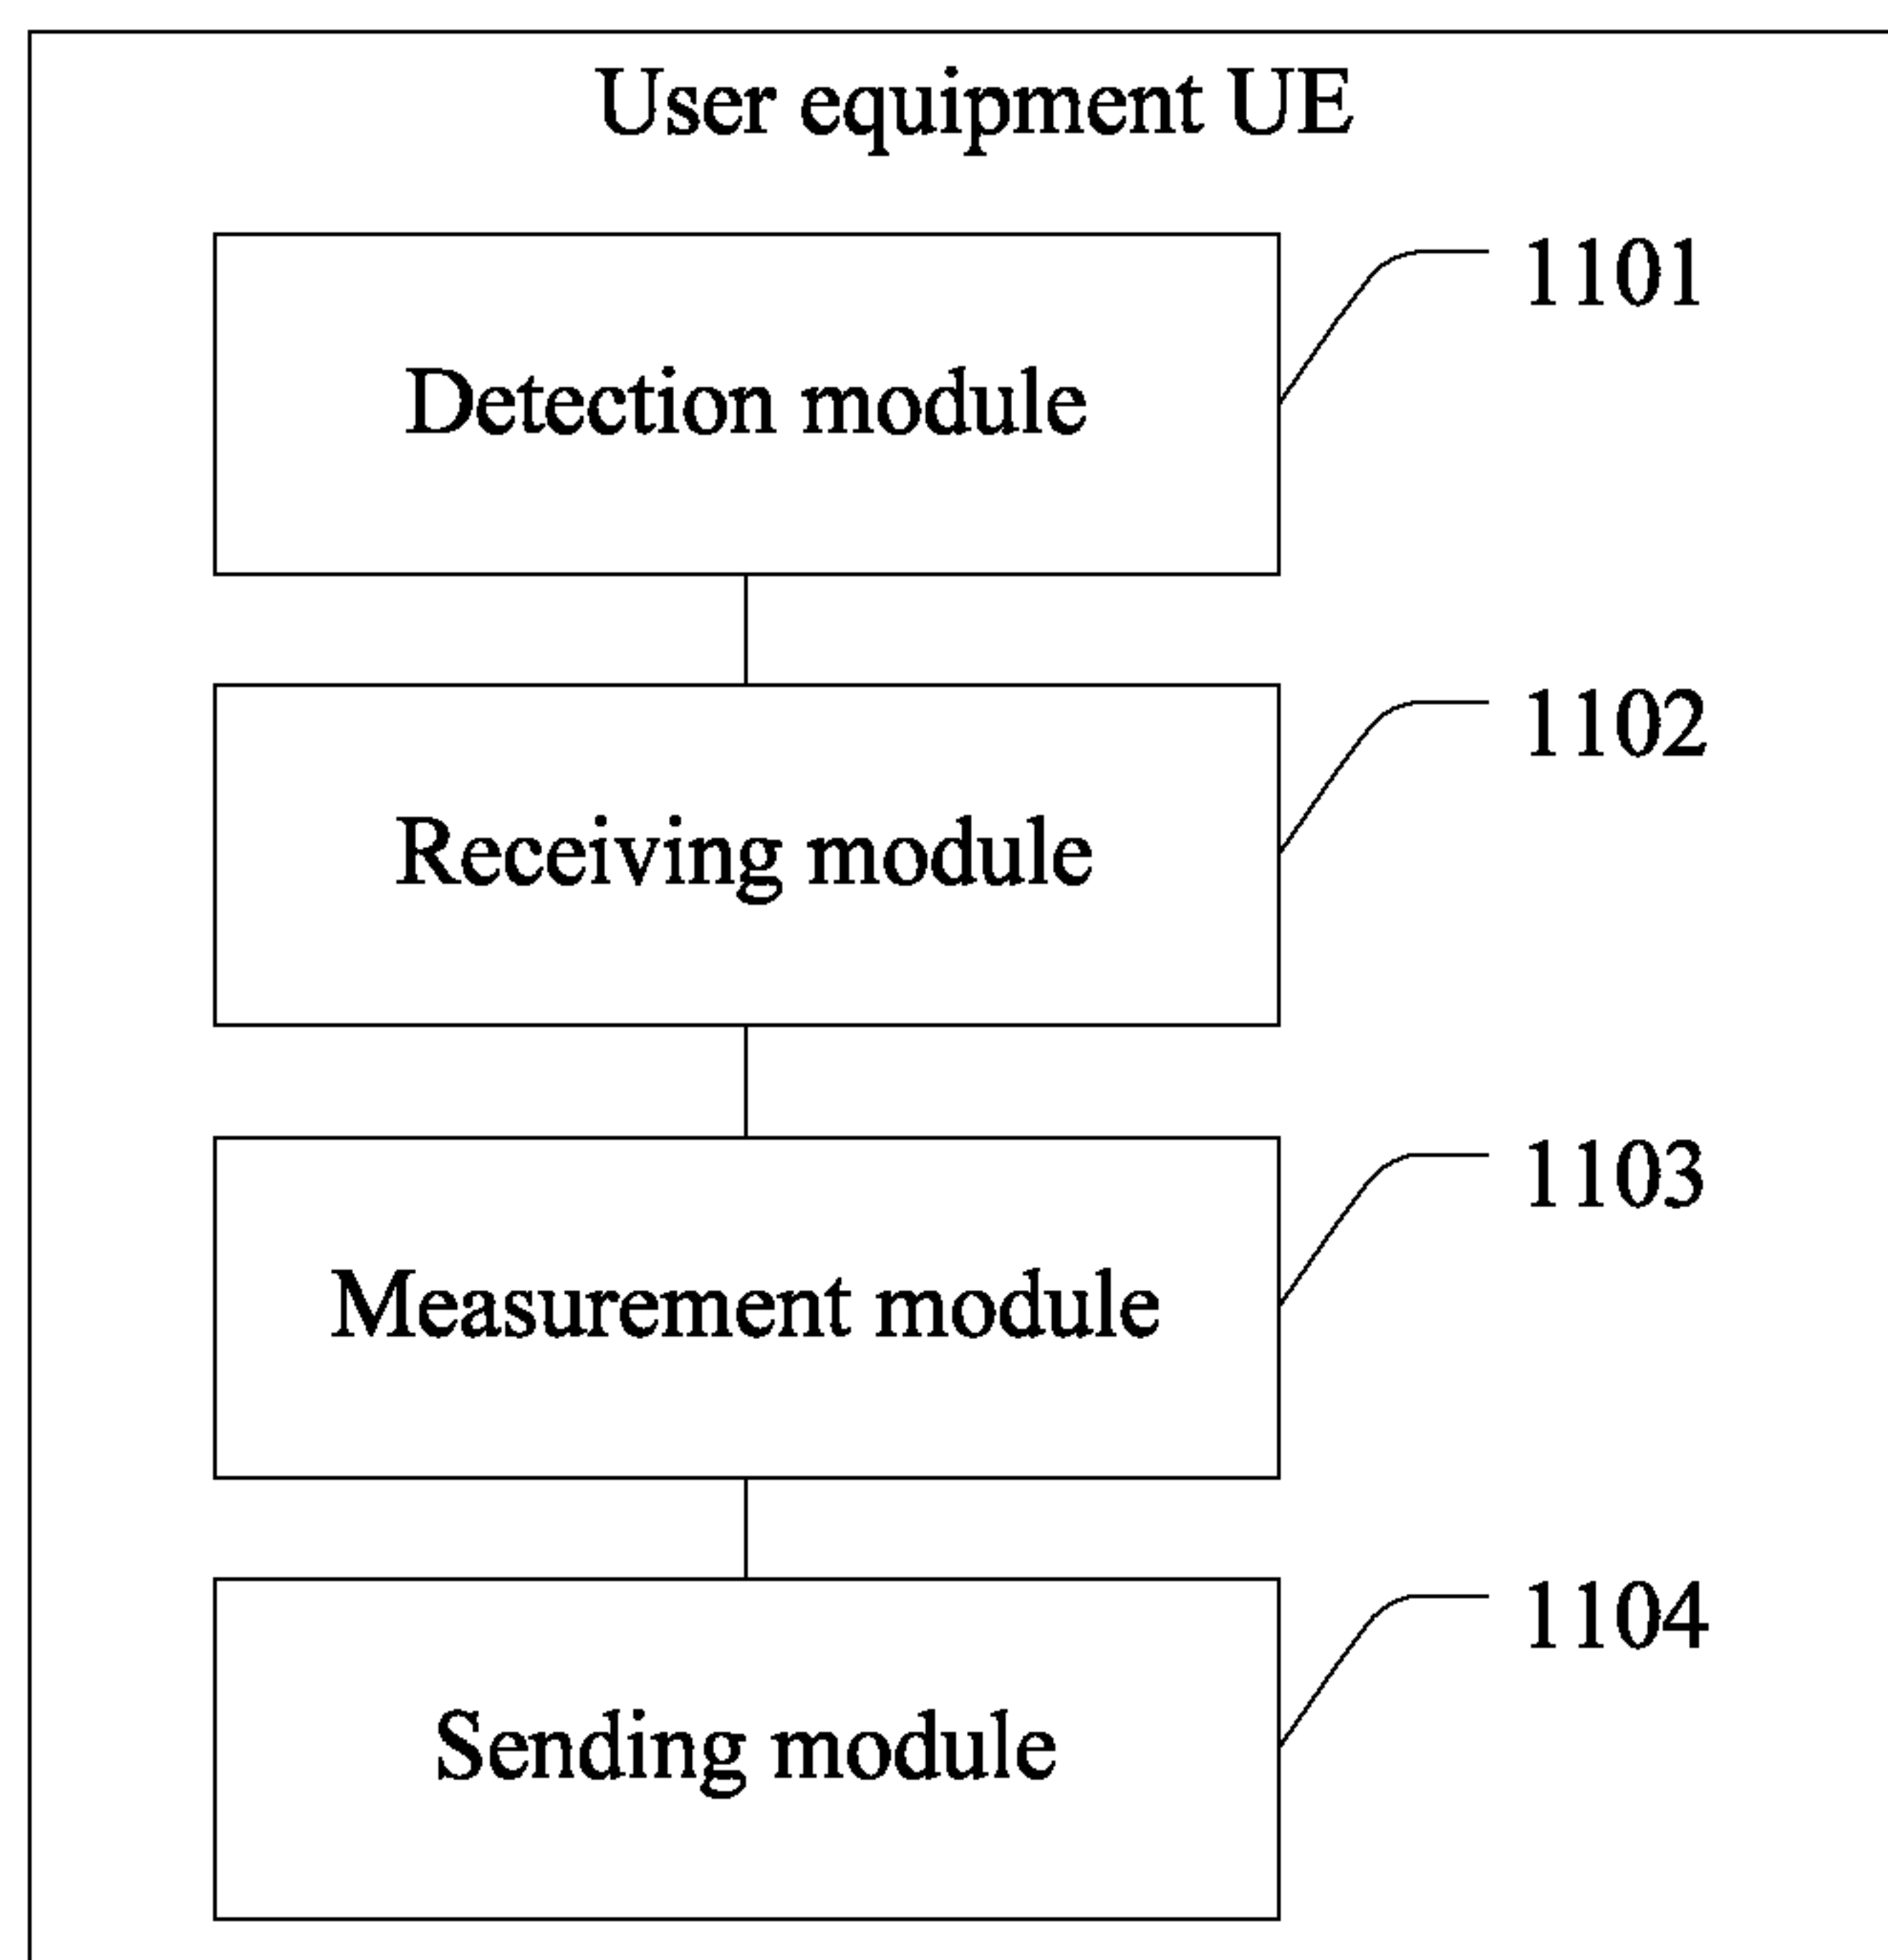 User equipment UE
1101
Detection module
1102
Receiving module
1103
Measurement module
1104
Sending module